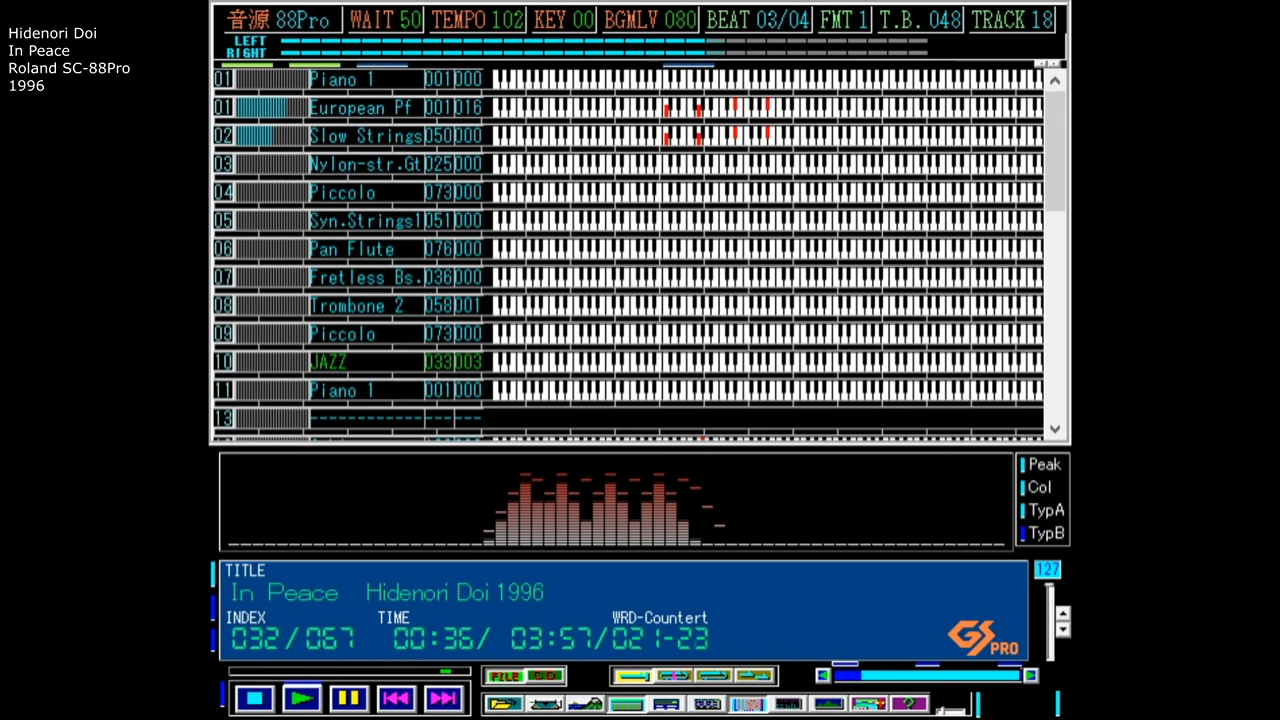 Hidenori Doi
In Peace
Roland SC-88Pro
1996
音源 88Pro WAIT 50 TEMPO 102 KEY 00 BGMLV 080 BEAT 03/04 FMT 1 T.B. 048 TRACK 18
LEFT
RIGHT
01 Piano 1 001 000
01 European Pf 001 016
02 Slow Strings 050 000
03 Nylon-str.Gt 025 000
04 Piccolo 073 000
05 Syn.Strings1 051 000
06 Pan Flute 076 000
07 Fretless Bs. 036 000
08 Trombone 2 058 001
09 Piccolo 073 000
10 JAZZ 033 003
11 Piano 1 001 000
13 ------------ --- ---
Peak
Col
TypA
TypB
TITLE
In Peace Hidenori Doi 1996
127
INDEX TIME WRD-Countert
032/067 00:36/ 03:57/021-23
GS PRO
FILE CD
?